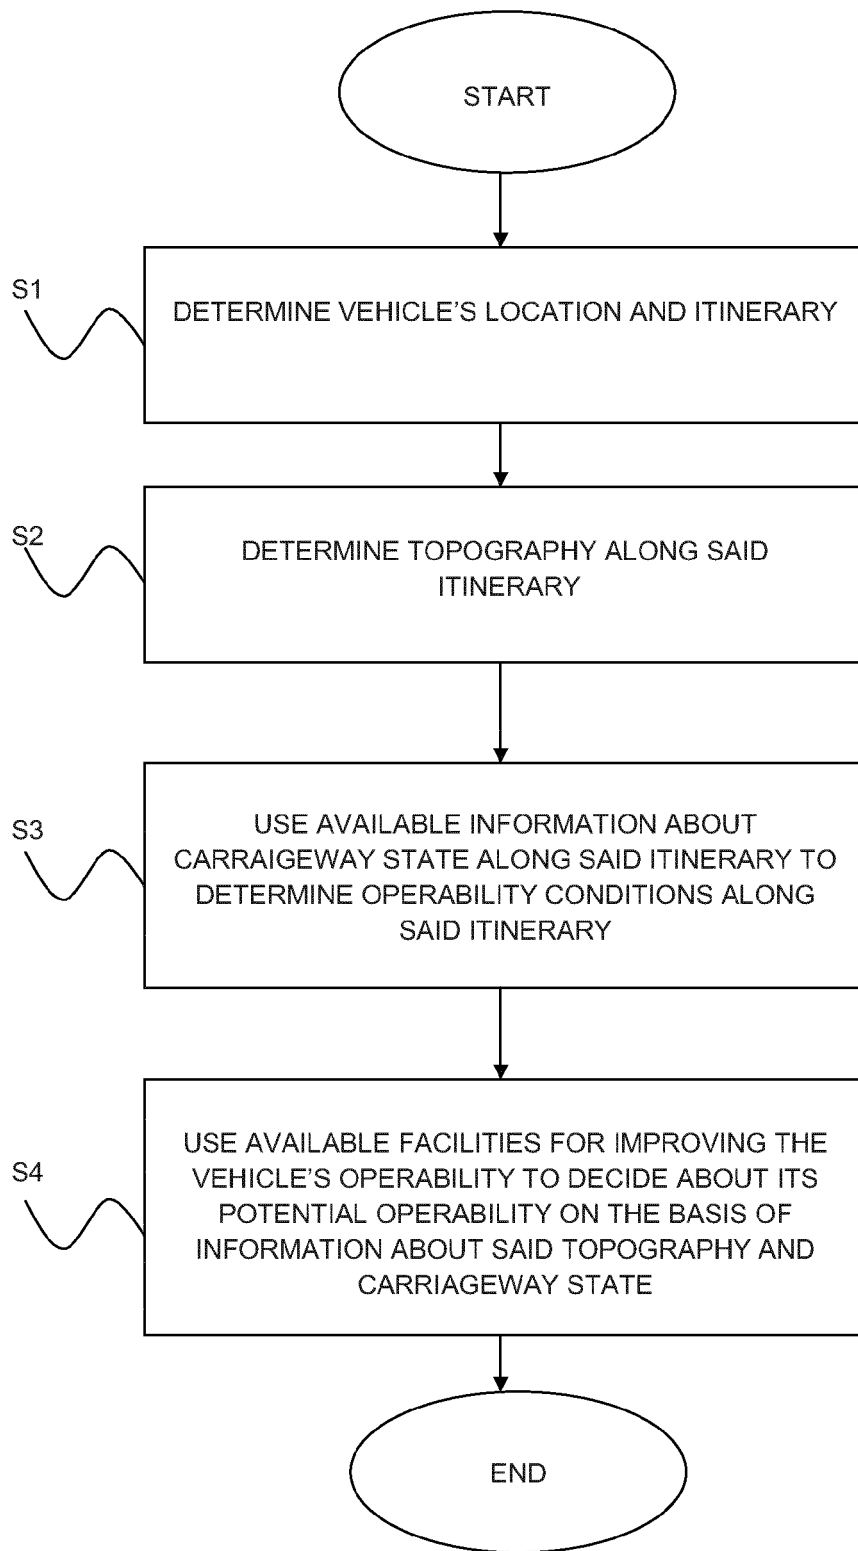 START
S1
DETERMINE VEHICLE'S LOCATION AND ITINERARY
S2
DETERMINE TOPOGRAPHY ALONG SAID
ITINERARY
S3
USE AVAILABLE INFORMATION ABOUT
CARRAIGEWAY STATE ALONG SAID ITINERARY TO
DETERMINE OPERABILITY CONDITIONS ALONG
SAID ITINERARY
S4
USE AVAILABLE FACILITIES FOR IMPROVING THE
VEHICLE'S OPERABILITY TO DECIDE ABOUT ITS
POTENTIAL OPERABILITY ON THE BASIS OF
INFORMATION ABOUT SAID TOPOGRAPHY AND
CARRIAGEWAY STATE
END